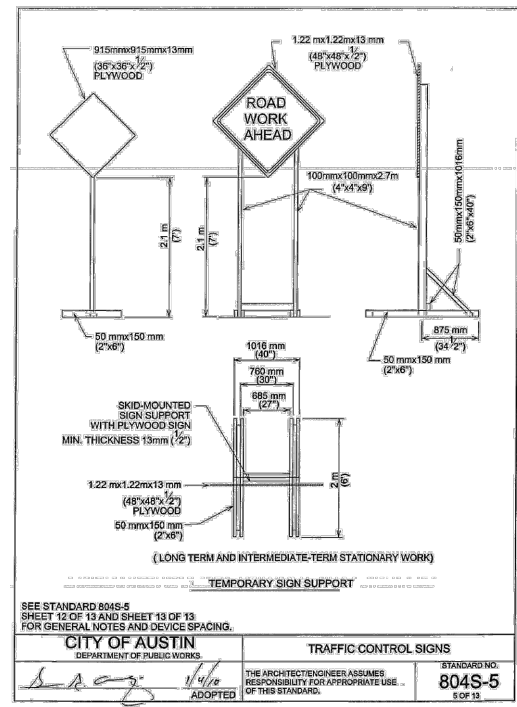 915mmx915mmx13mm
(36"x36"x1/2")
PLYWOOD
1.22 mx1.22mx13 mm
(48"x48"x1/2")
PLYWOOD
ROAD
WORK
AHEAD
100mmx100mmx2.7m
(4"x4"x9')
50mmx150mmx1016mm
(2"x6"x40")
2.1 m
(7')
2.1 m
(7')
50 mmx150 mm
(2"x6")
875 mm
(34 1/2")
50 mmx150 mm
(2"x6")
1016 mm
(40")
760 mm
(30")
685 mm
(27")
SKID-MOUNTED
SIGN SUPPORT
WITH PLYWOOD SIGN
MIN. THICKNESS 13mm (1/2")
2 m
(6')
1.22 mx1.22mx13 mm
(48"x48"x1/2")
PLYWOOD
50 mmx150 mm
(2"x6")
( LONG TERM AND INTERMEDIATE-TERM STATIONARY WORK)
TEMPORARY SIGN SUPPORT
SEE STANDARD 804S-5
SHEET 12 OF 13 AND SHEET 13 OF 13
FOR GENERAL NOTES AND DEVICE SPACING.
CITY OF AUSTIN
DEPARTMENT OF PUBLIC WORKS
TRAFFIC CONTROL SIGNS
1/4/10
ADOPTED
THE ARCHITECT/ENGINEER ASSUMES
RESPONSIBILITY FOR APPROPRIATE USE
OF THIS STANDARD.
STANDARD NO.
804S-5
5 OF 13